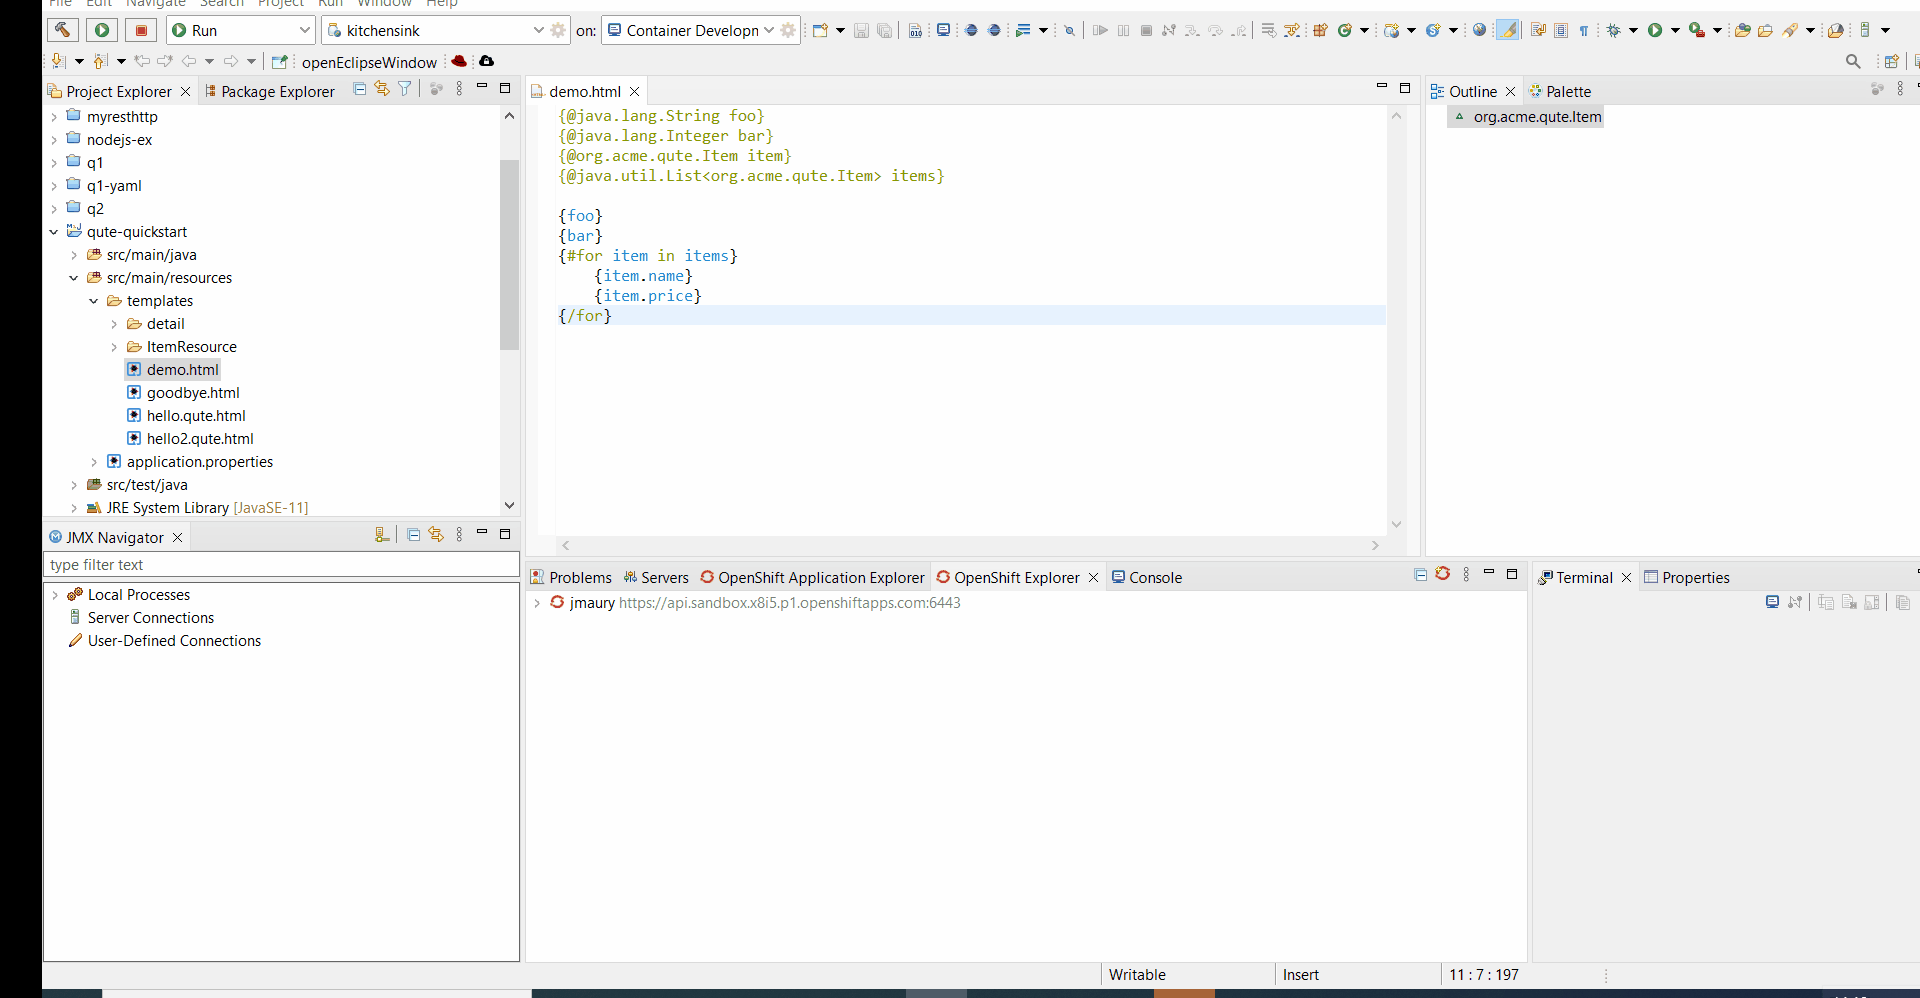 File Edit Navigate Search Project Run Window Help
Run kitchensink on: Container Developn
openEclipseWindow
Project Explorer Package Explorer
myresthttp
nodejs-ex
q1
q1-yaml
q2
qute-quickstart
src/main/java
src/main/resources
templates
detail
ItemResource
demo.html
goodbye.html
hello.qute.html
hello2.qute.html
application.properties
src/test/java
JRE System Library [JavaSE-11]
demo.html
{@java.lang.String foo}
{@java.lang.Integer bar}
{@org.acme.qute.Item item}
{@java.util.List<org.acme.qute.Item> items}
{foo}
{bar}
{#for item in items}
{item.name}
{item.price}
{/for}
Outline Palette
org.acme.qute.Item
JMX Navigator
type filter text
Local Processes
Server Connections
User-Defined Connections
Problems Servers OpenShift Application Explorer OpenShift Explorer Console
jmaury https://api.sandbox.x8i5.p1.openshiftapps.com:6443
Terminal Properties
Writable Insert 11 : 7 : 197